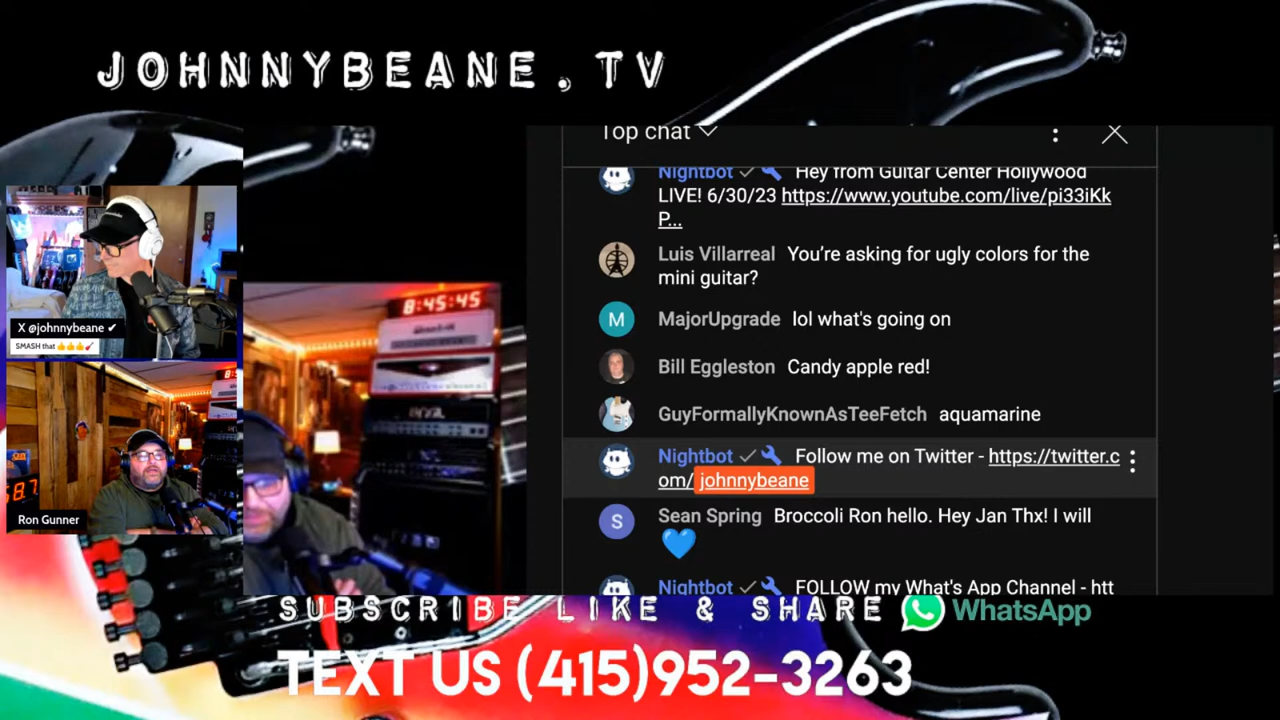 JOHNNYBEANE.TV
Top chat
Nightbot Hey from Guitar Center Hollywood
LIVE! 6/30/23 https://www.youtube.com/live/pi33iKk
P...
Luis Villarreal You’re asking for ugly colors for the
mini guitar?
M MajorUpgrade lol what's going on
Bill Eggleston Candy apple red!
GuyFormallyKnownAsTeeFetch aquamarine
Nightbot Follow me on Twitter - https://twitter.c
om/johnnybeane
S Sean Spring Broccoli Ron hello. Hey Jan Thx! I will
💙
Nightbot FOLLOW my What's App Channel - htt
8:45:45
X @johnnybeane ✔
SMASH that 👍👍👍🎸
Ron Gunner
SUBSCRIBE LIKE & SHARE WhatsApp
TEXT US (415)952-3263